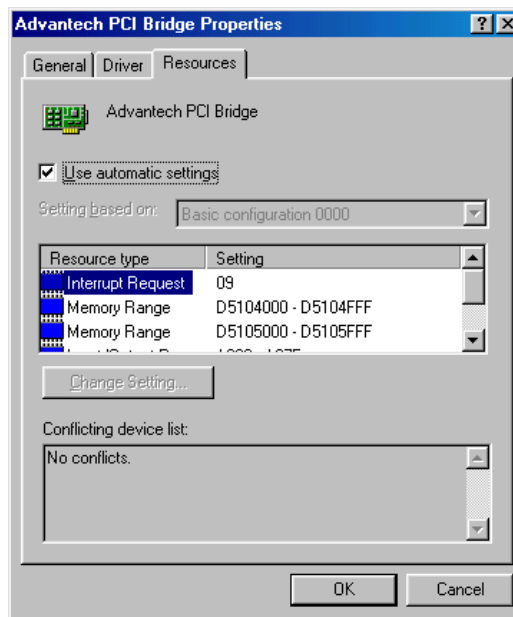 Advantech PCI Bridge Properties
General Driver Resources
Advantech PCI Bridge
Use automatic settings
Setting based on: Basic configuration 0000
Resource type Setting
Interrupt Request 09
Memory Range D5104000 - D5104FFF
Memory Range D5105000 - D5105FFF
Change Setting...
Conflicting device list:
No conflicts.
OK Cancel